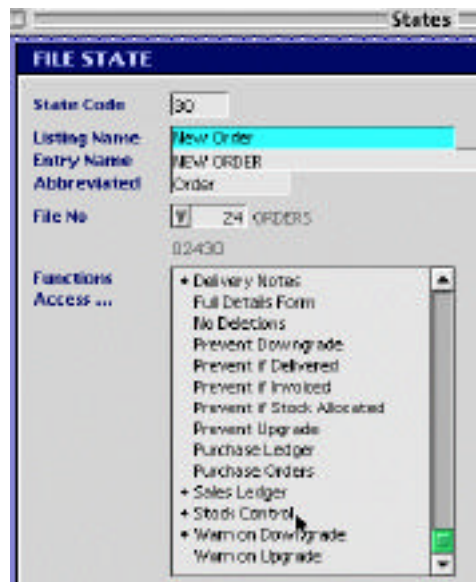 States
FILE STATE
State Code 30
Listing Name New Order
Entry Name NEW ORDER
Abbreviated Order
File No 24 ORDERS
02430
Functions
Access ...
• Delivery Notes
Full Details Form
No Deletions
Prevent Downgrade
Prevent if Delivered
Prevent if Invoiced
Prevent if Stock Allocated
Prevent Upgrade
Purchase Ledger
Purchase Orders
• Sales Ledger
• Stock Control
• Warn on Downgrade
Warn on Upgrade